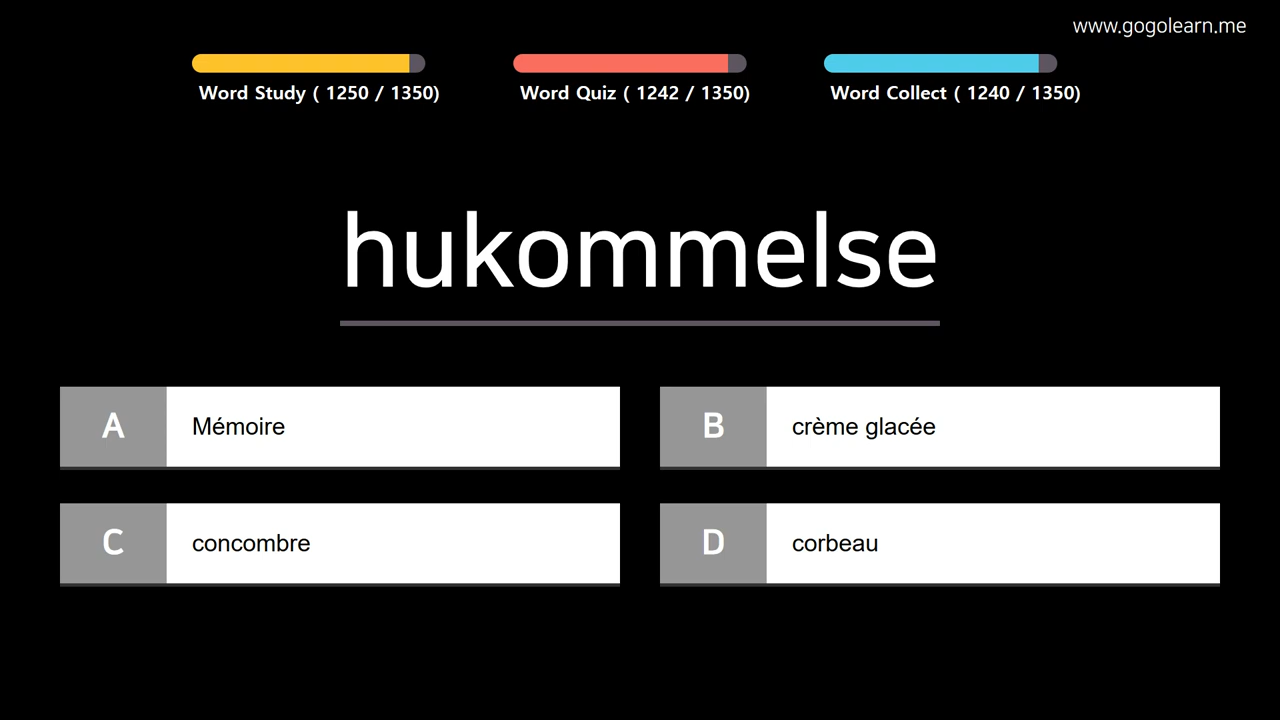 www.gogolearn.me
Word Study ( 1250 / 1350)
Word Quiz ( 1242 / 1350)
Word Collect ( 1240 / 1350)
hukommelse
A Mémoire
B crème glacée
C concombre
D corbeau